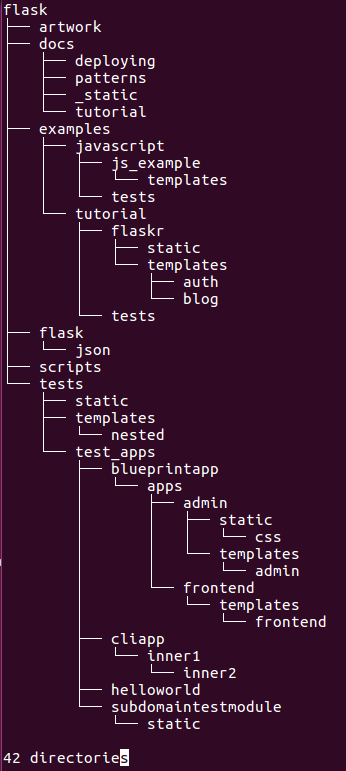 flask
├── artwork
├── docs
│   ├── deploying
│   ├── patterns
│   ├── _static
│   └── tutorial
├── examples
│   ├── javascript
│   │   ├── js_example
│   │   │   └── templates
│   │   └── tests
│   └── tutorial
│       ├── flaskr
│       │   ├── static
│       │   └── templates
│       │       ├── auth
│       │       └── blog
│       └── tests
├── flask
│   └── json
├── scripts
└── tests
    ├── static
    ├── templates
    │   └── nested
    └── test_apps
        ├── blueprintapp
        │   └── apps
        │       ├── admin
        │       │   ├── static
        │       │   │   └── css
        │       │   └── templates
        │       │       └── admin
        │       └── frontend
        │           └── templates
        │               └── frontend
        ├── cliapp
        │   └── inner1
        │       └── inner2
        ├── helloworld
        └── subdomaintestmodule
            └── static

42 directories